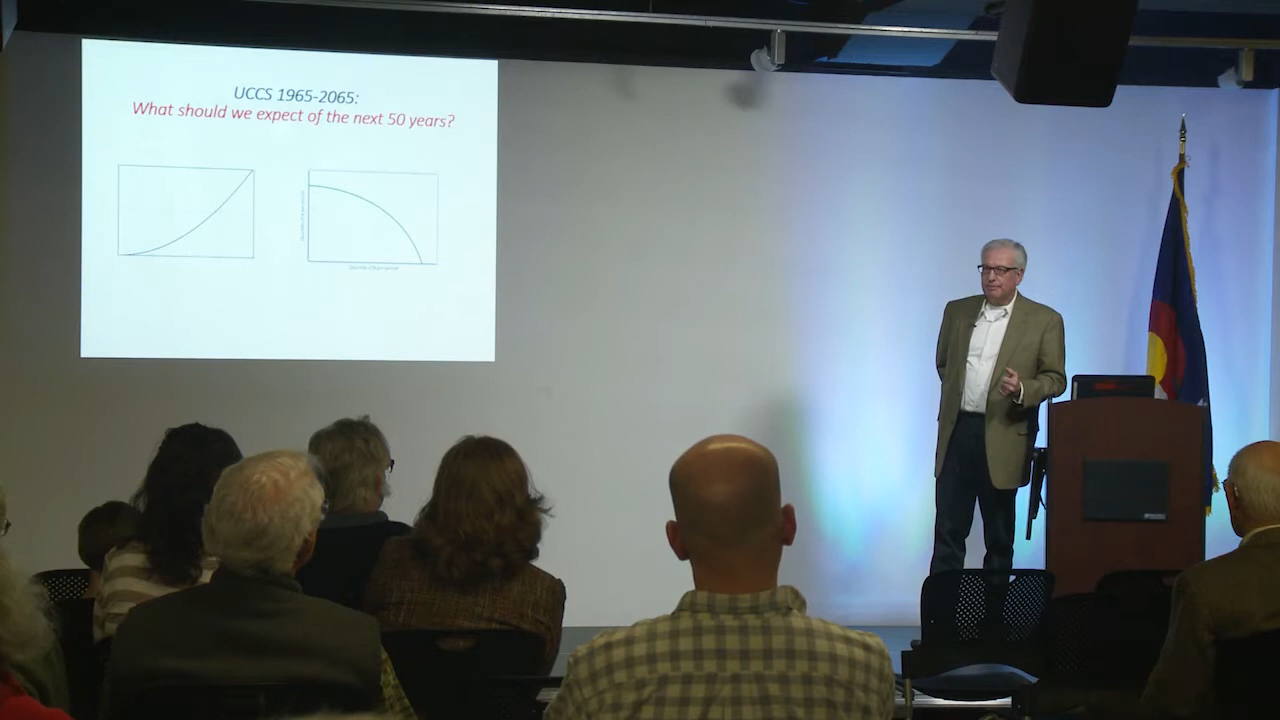 UCCS 1965-2065:
What should we expect of the next 50 years?